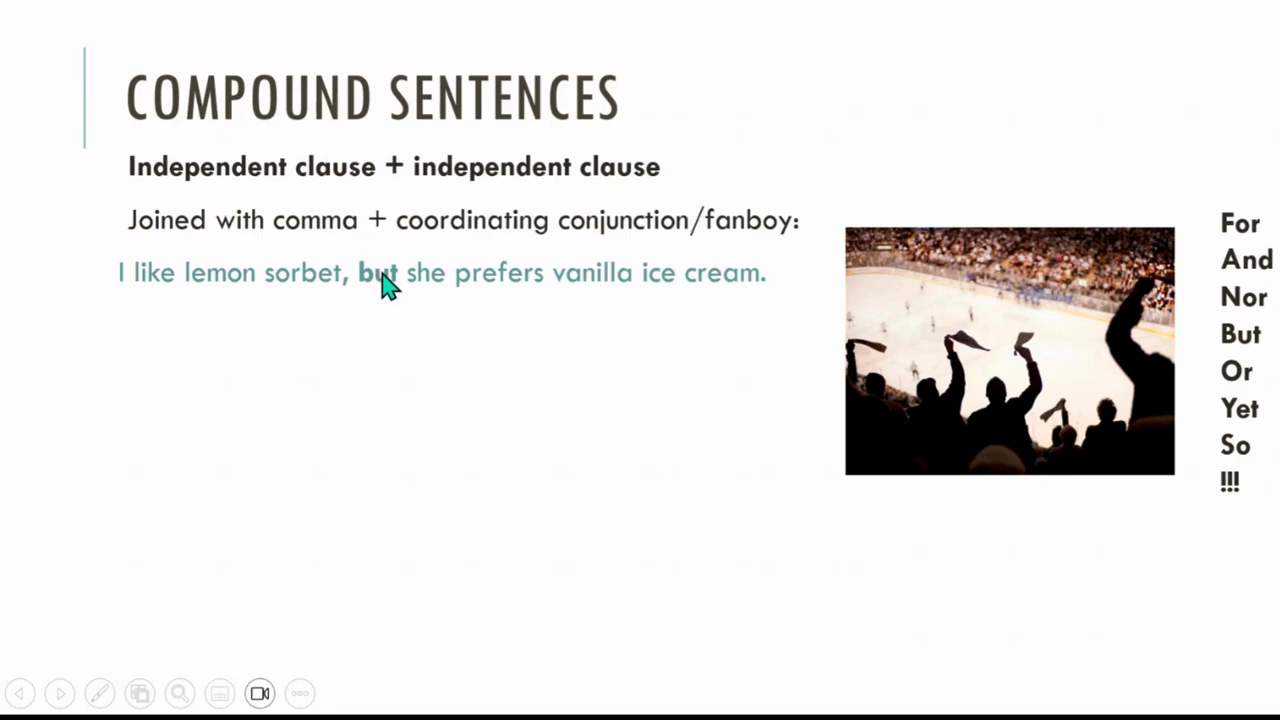 COMPOUND SENTENCES
Independent clause + independent clause
Joined with comma + coordinating conjunction/fanboy:
I like lemon sorbet, but she prefers vanilla ice cream.
For
And
Nor
But
Or
Yet
So
!!!